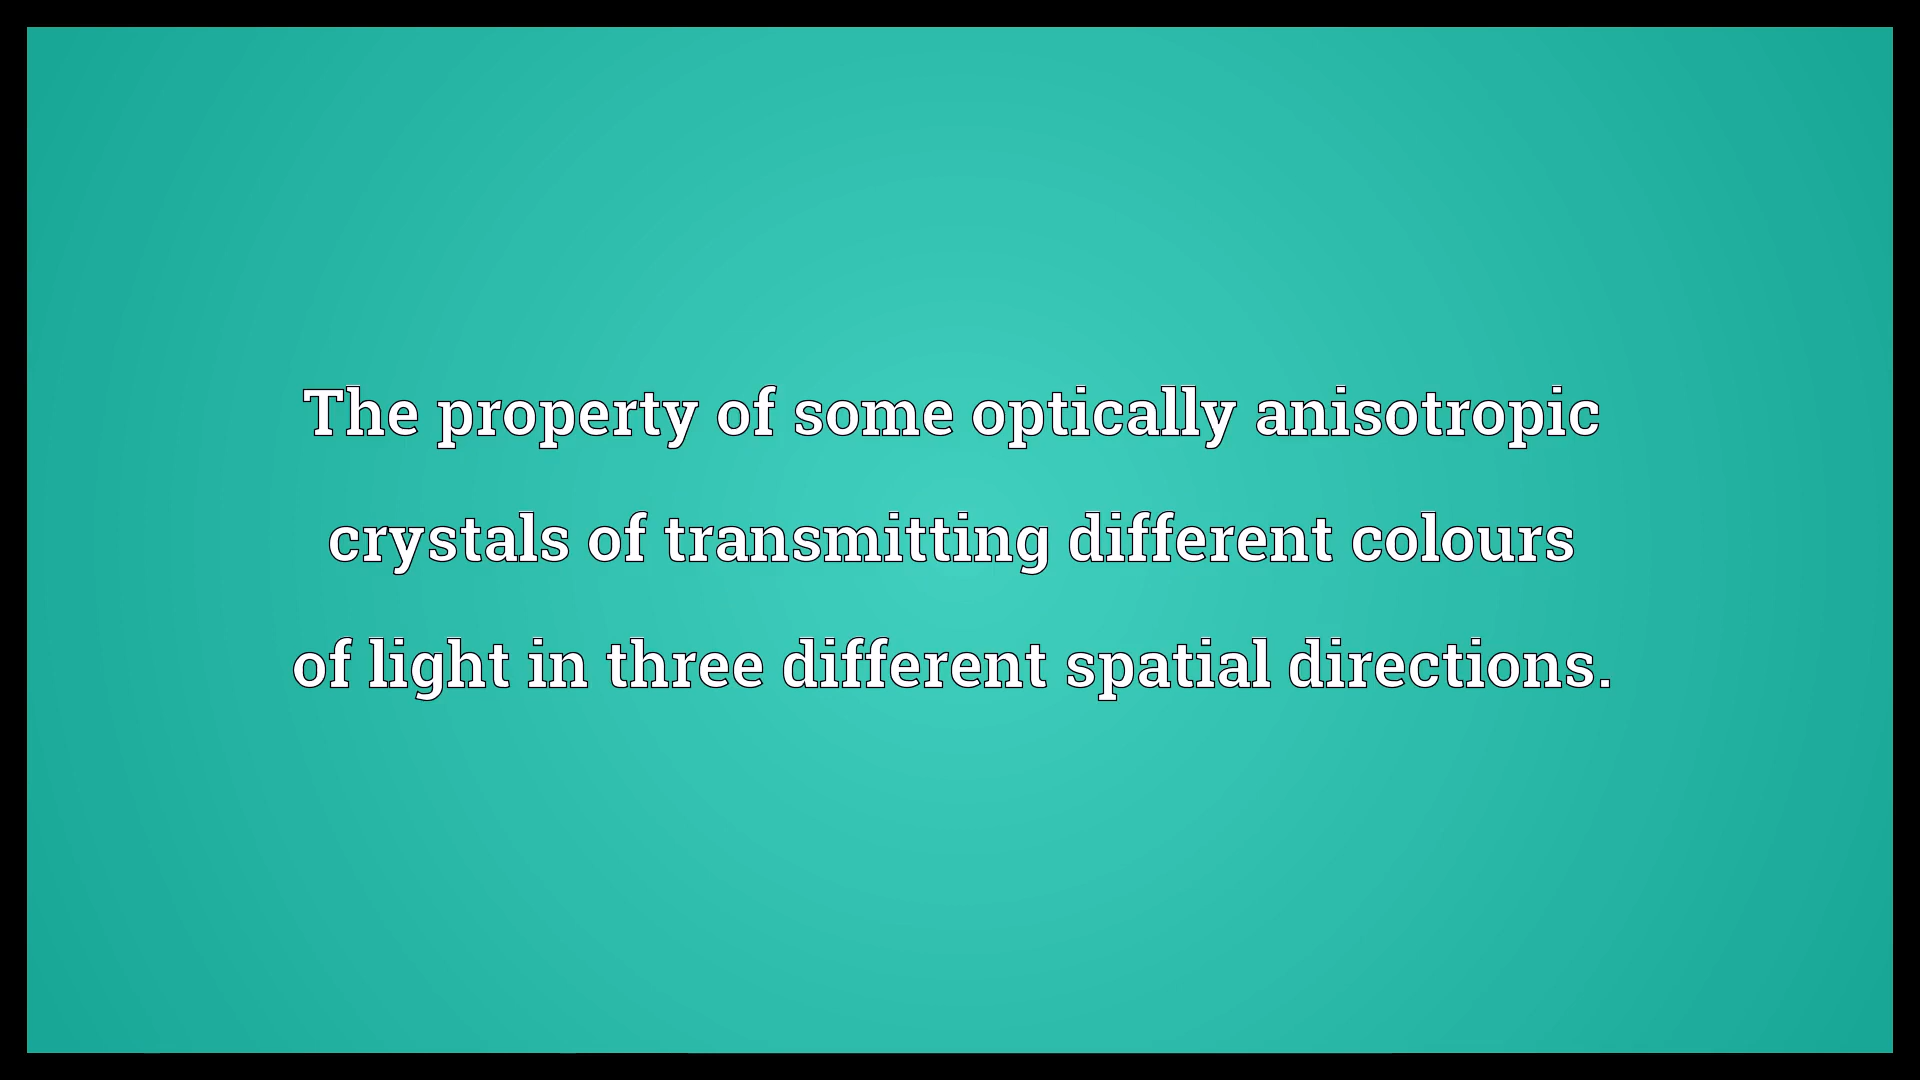 The property of some optically anisotropic
crystals of transmitting different colours
of light in three different spatial directions.